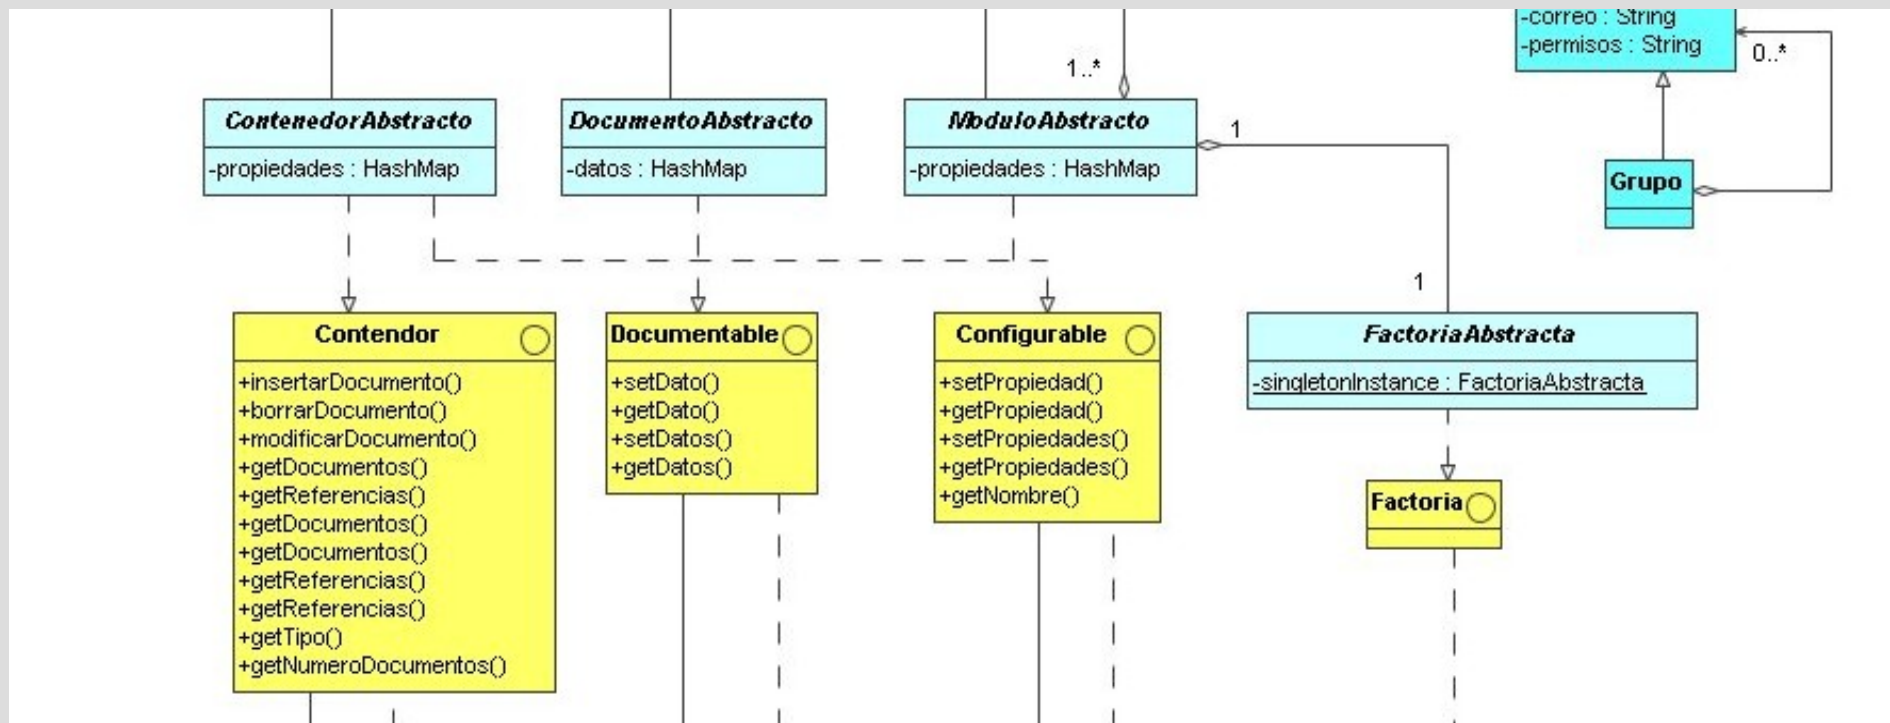 -correo : String
-permisos : String
0..*
1..*
ContenedorAbstracto
-propiedades : HashMap
DocumentoAbstracto
-datos : HashMap
ModuloAbstracto
-propiedades : HashMap
1
Grupo
1
Contendor
+insertarDocumento()
+borrarDocumento()
+modificarDocumento()
+getDocumentos()
+getReferencias()
+getDocumentos()
+getDocumentos()
+getReferencias()
+getReferencias()
+getTipo()
+getNumeroDocumentos()
Documentable
+setDato()
+getDato()
+setDatos()
+getDatos()
Configurable
+setPropiedad()
+getPropiedad()
+setPropiedades()
+getPropiedades()
+getNombre()
FactoriaAbstracta
-singletonInstance : FactoriaAbstracta
Factoria